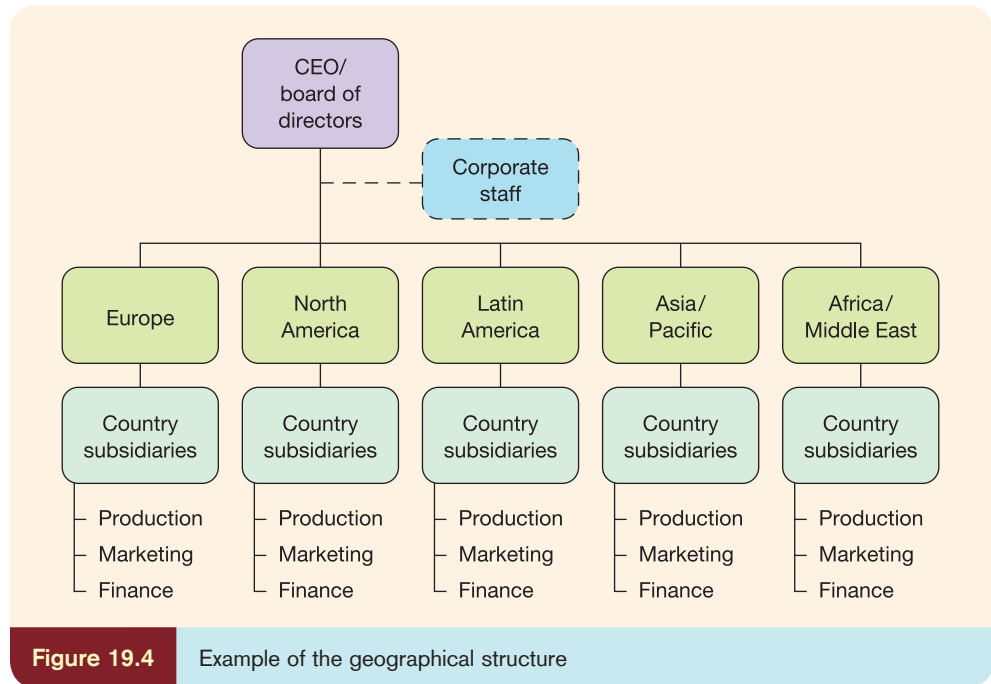 CEO/
board of
directors
Corporate
staff
Europe
North
America
Latin
America
Asia/
Pacific
Africa/
Middle East
Country
subsidiaries
Country
subsidiaries
Country
subsidiaries
Country
subsidiaries
Country
subsidiaries
Production
Marketing
Finance
Production
Marketing
Finance
Production
Marketing
Finance
Production
Marketing
Finance
Production
Marketing
Finance
Figure 19.4
Example of the geographical structure